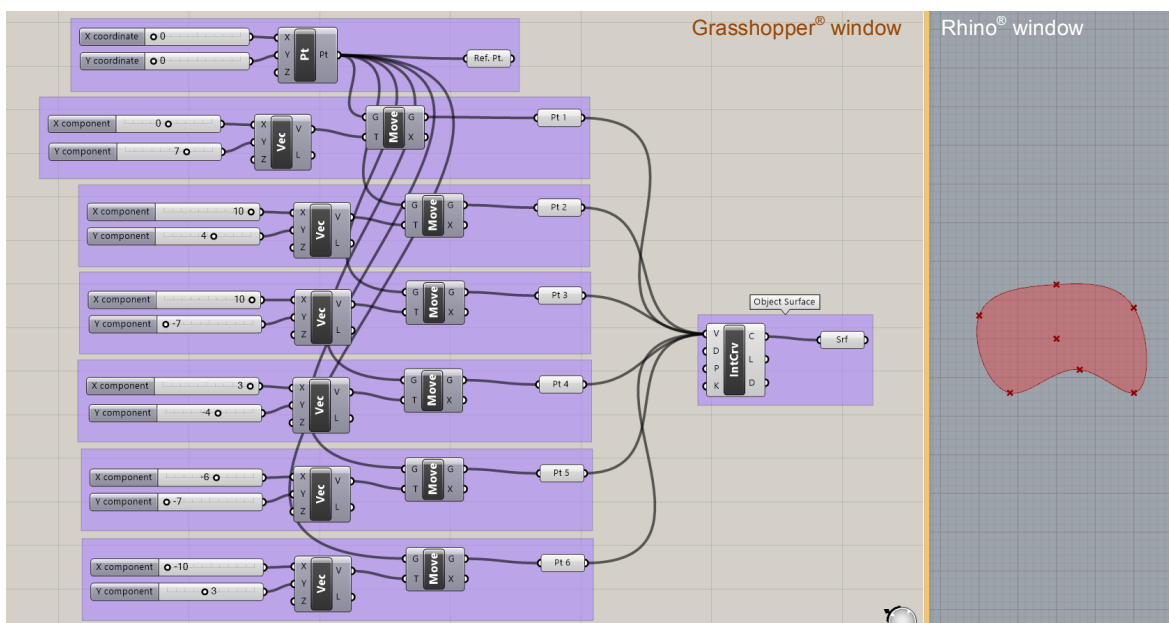 Grasshopper® window
Rhino® window
X coordinate 0
Y coordinate 0
X
Y
Z
Pt
Pt
Ref. Pt.
X component 0
Y component 7
X
Y
Z
Vec
V
L
G
T
Move
G
X
Pt 1
X component 10
Y component 4
X
Y
Z
Vec
V
L
G
T
Move
G
X
Pt 2
X component 10
Y component -7
X
Y
Z
Vec
V
L
G
T
Move
G
X
Pt 3
Object Surface
V
D
P
K
IntCrv
C
L
D
Srf
X component 3
Y component -4
X
Y
Z
Vec
V
L
G
T
Move
G
X
Pt 4
X component -6
Y component -7
X
Y
Z
Vec
V
L
G
T
Move
G
X
Pt 5
X component -10
Y component 3
X
Y
Z
Vec
V
L
G
T
Move
G
X
Pt 6